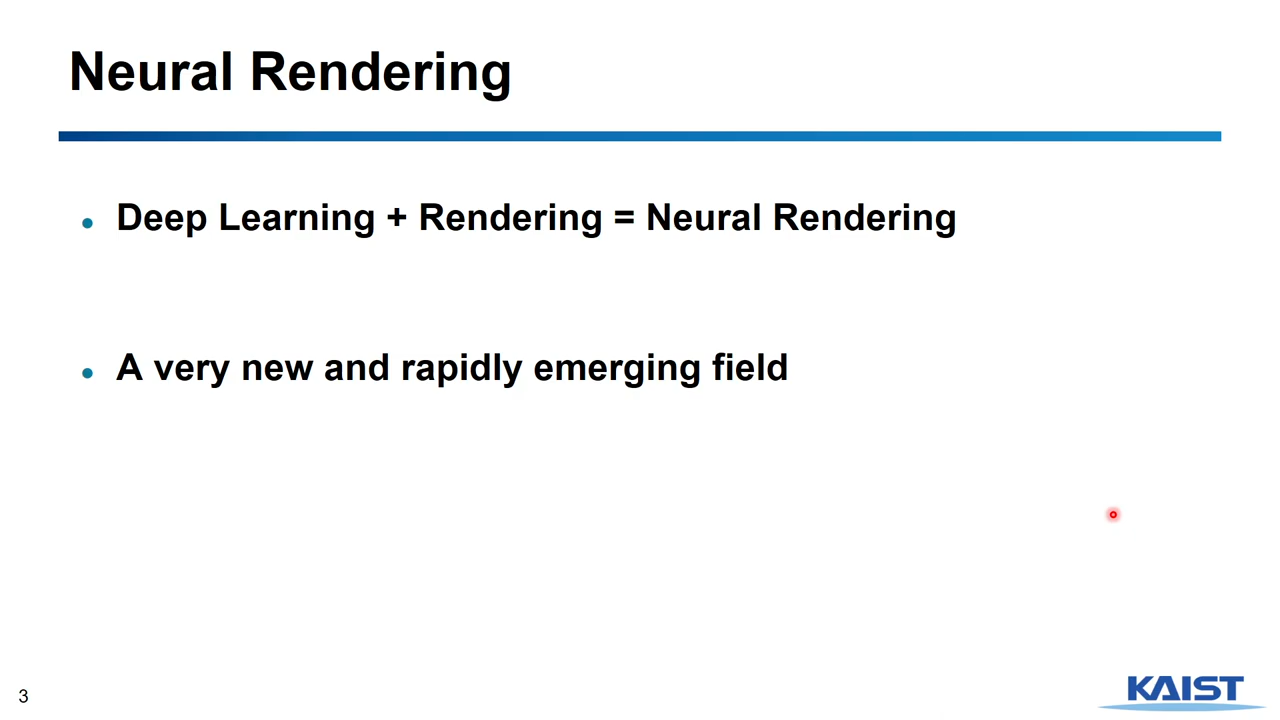 Neural Rendering
Deep Learning + Rendering = Neural Rendering
A very new and rapidly emerging field
3
KAIST